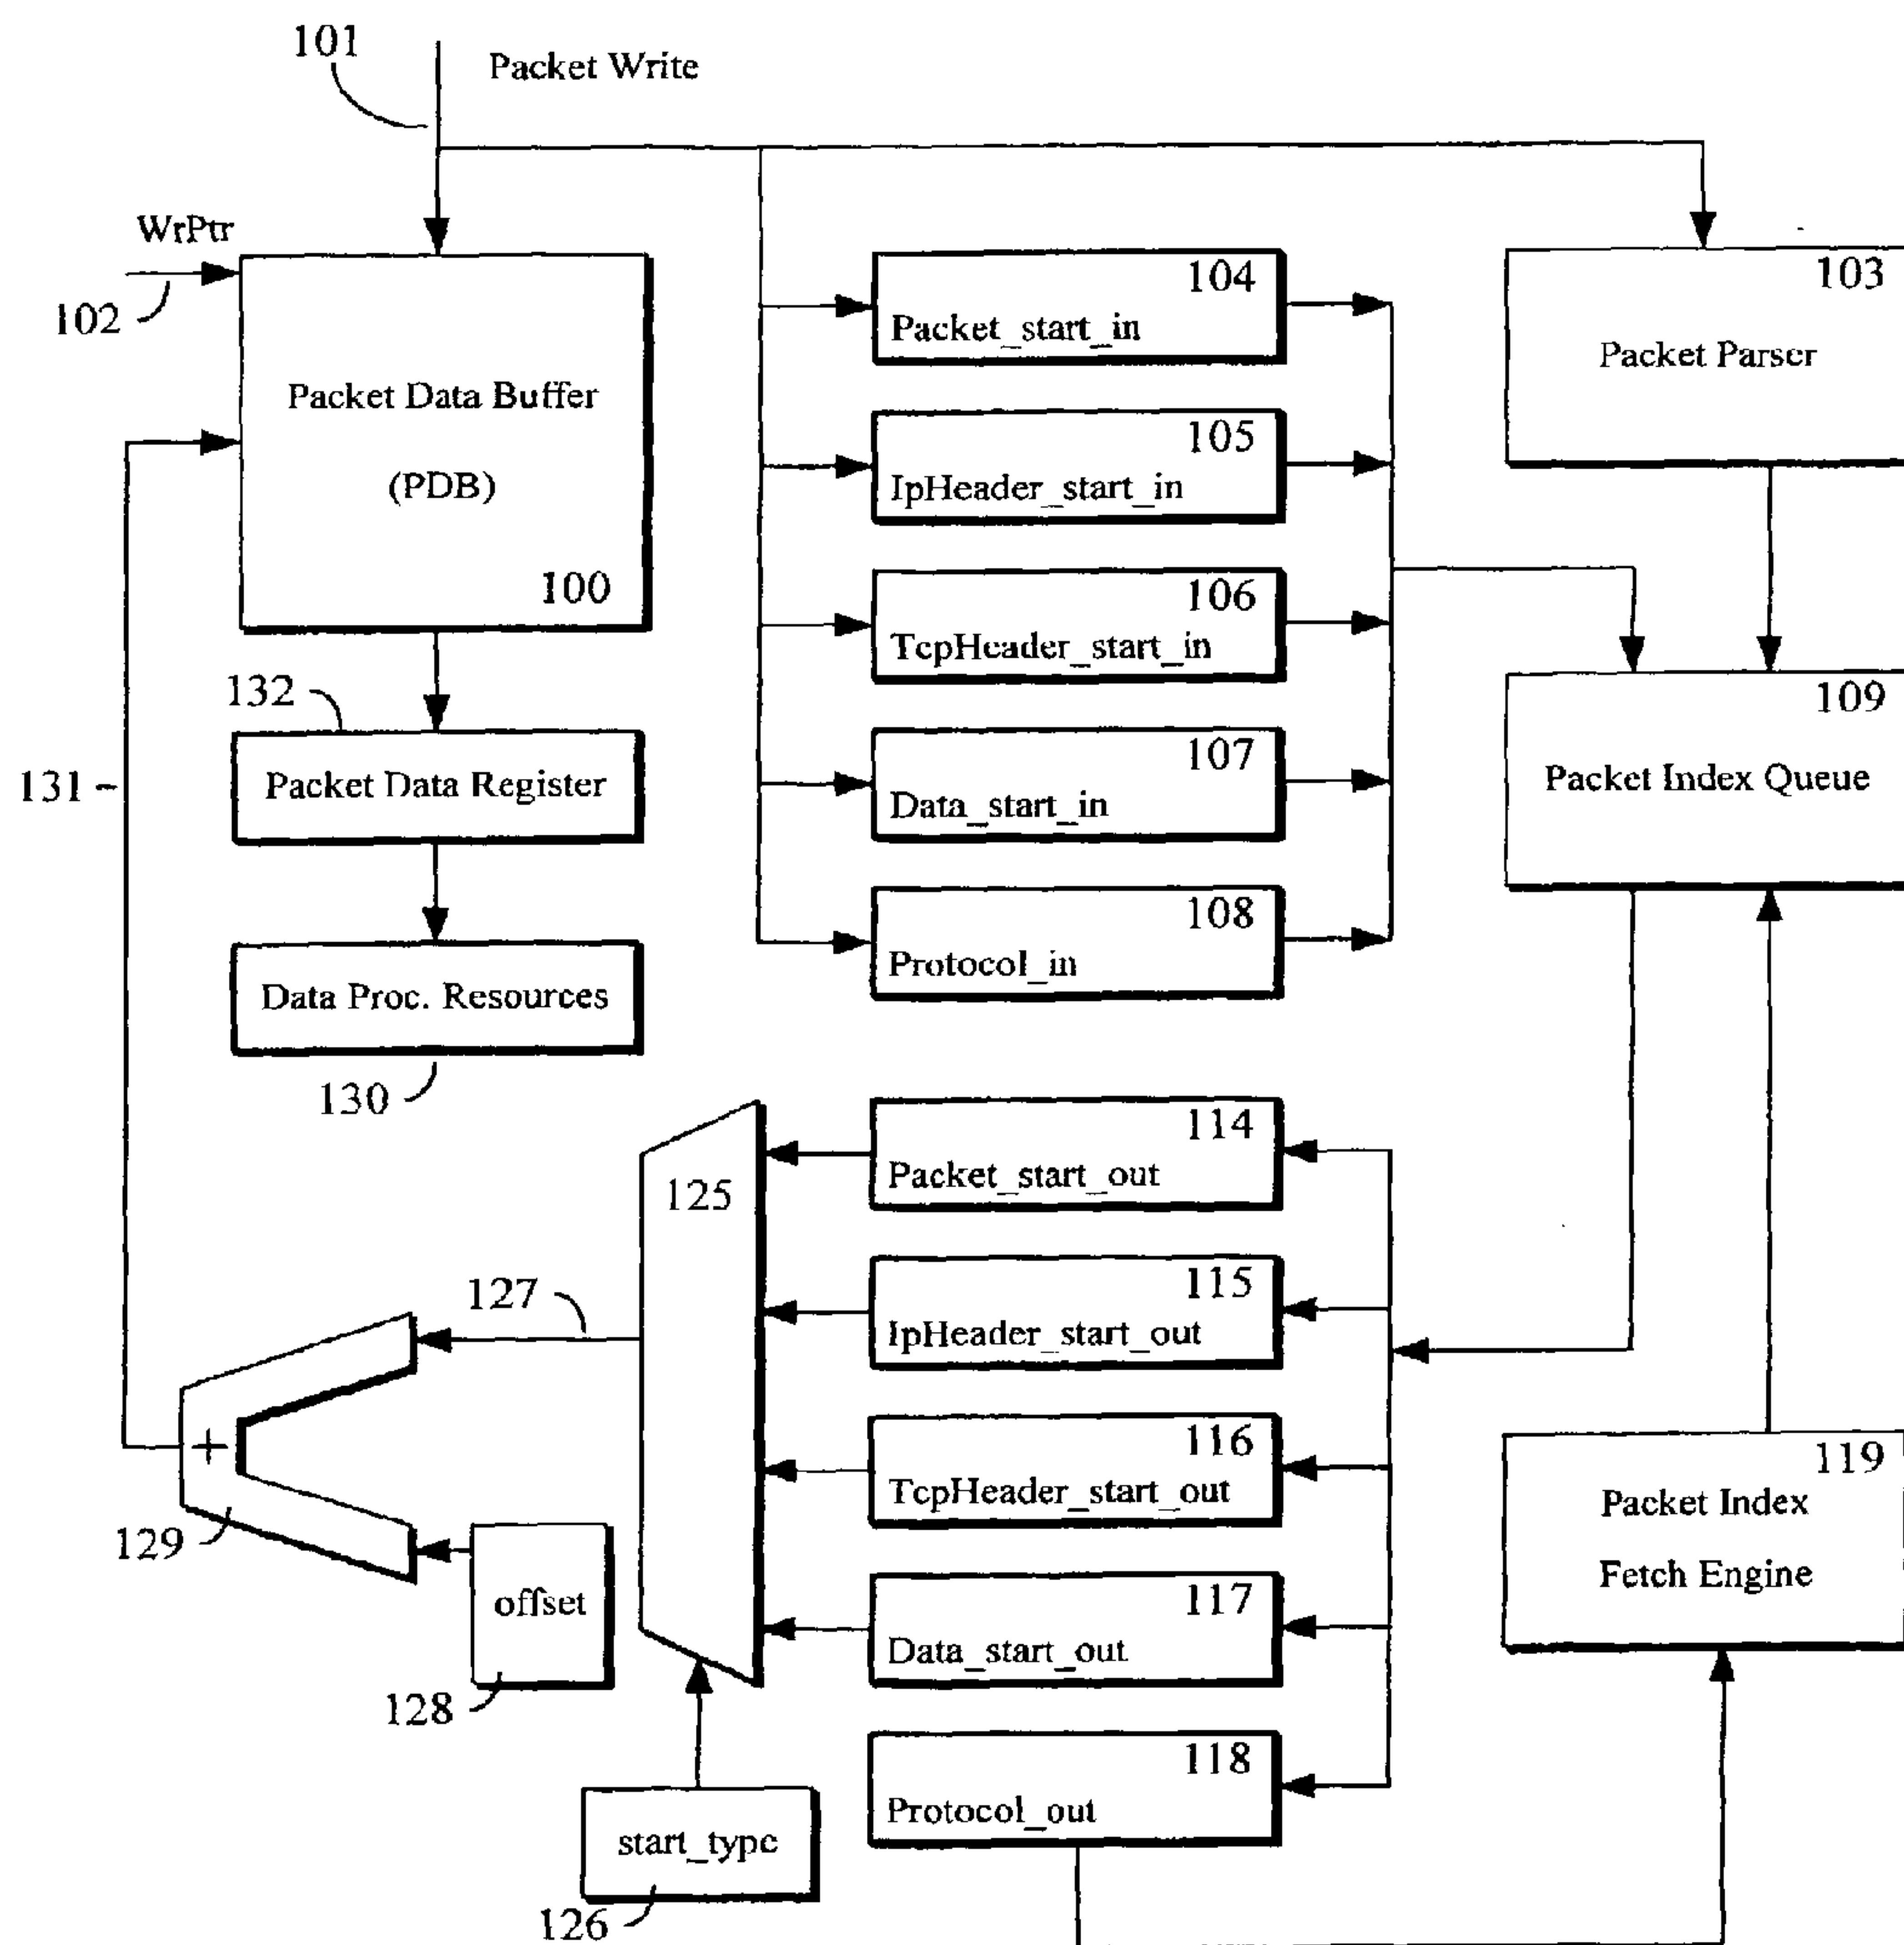 101
Packet Write
WrPtr
102
Packet Data Buffer
(PDB)
100
104
Packet_start_in
103
Packet Parser
105
IpHeader_start_in
106
TcpHeader_start_in
132
Packet Data Register
131
107
Data_start_in
109
Packet Index Queue
108
Protocol_in
Data Proc. Resources
130
125
114
Packet_start_out
127
115
IpHeader_start_out
+
129
116
TcpHeader_start_out
119
Packet Index
Fetch Engine
offset
128
117
Data_start_out
118
Protocol_out
start_type
126